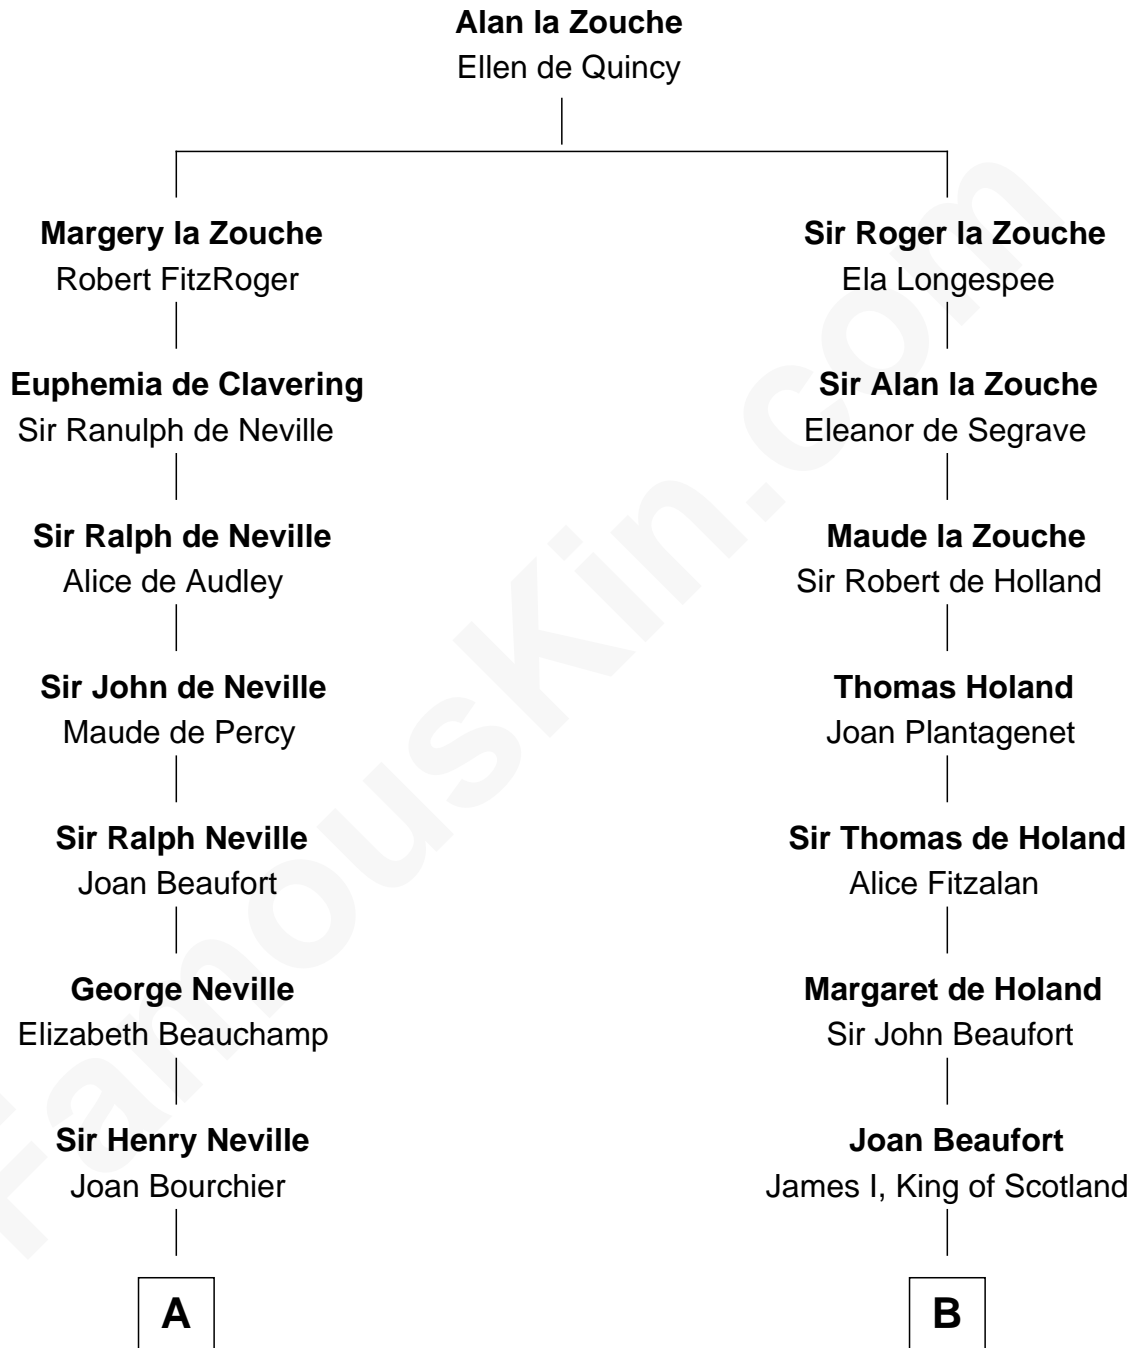 Alan la Zouche
Ellen de Quincy
Margery la Zouche
Robert FitzRoger
Sir Roger la Zouche
Ela Longespee
Euphemia de Clavering
Sir Ranulph de Neville
Sir Alan la Zouche
Eleanor de Segrave
Sir Ralph de Neville
Alice de Audley
Maude la Zouche
Sir Robert de Holland
Sir John de Neville
Maude de Percy
Thomas Holand
Joan Plantagenet
Sir Ralph Neville
Joan Beaufort
Sir Thomas de Holand
Alice Fitzalan
George Neville
Elizabeth Beauchamp
Margaret de Holand
Sir John Beaufort
Sir Henry Neville
Joan Bourchier
Joan Beaufort
James I, King of Scotland
A
B
FamousKin.com